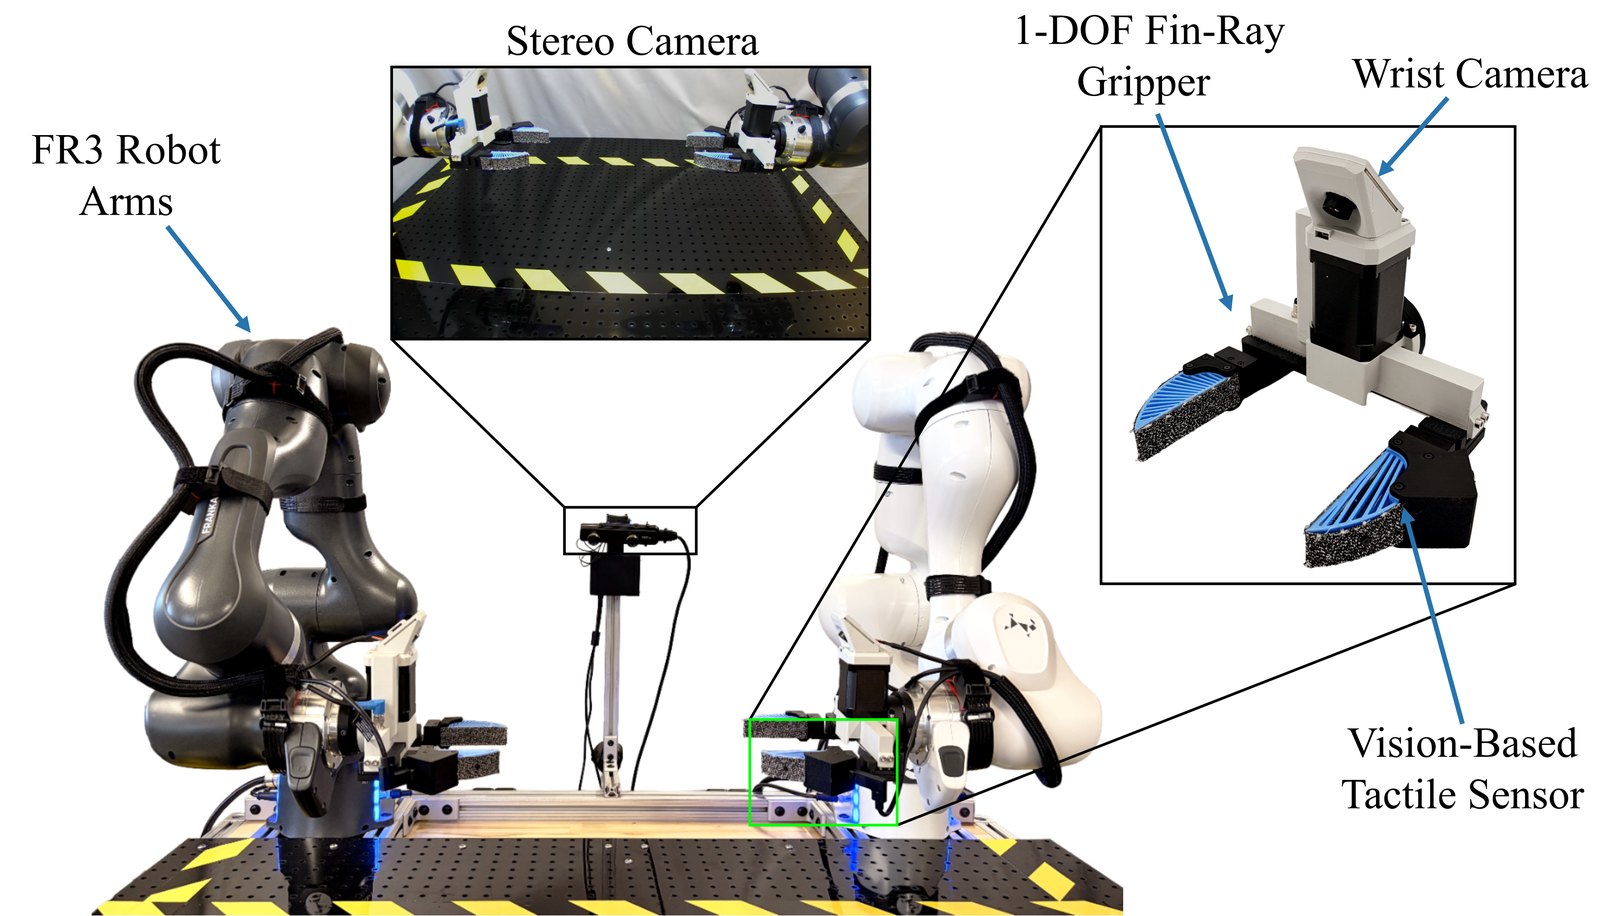 Stereo Camera
1-DOF Fin-Ray
Gripper
Wrist Camera
FR3 Robot
Arms
FRANKA
Vision-Based
Tactile Sensor